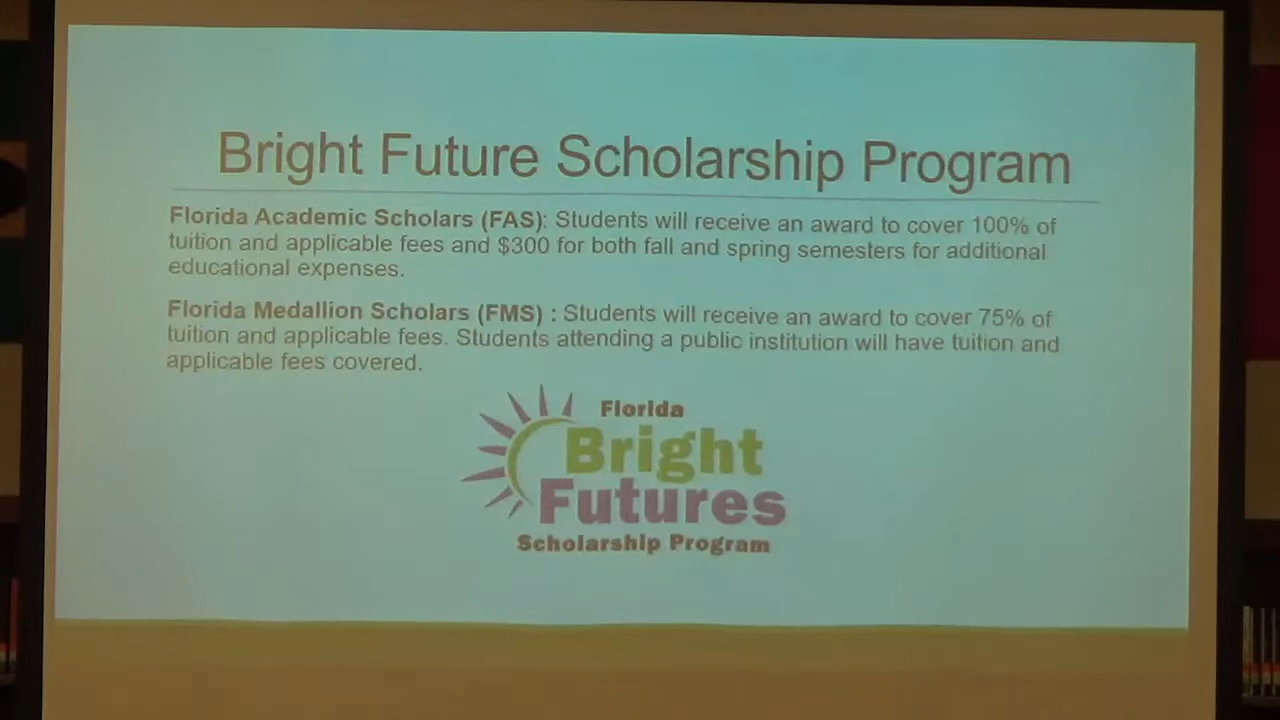 Bright Future Scholarship Program
Florida Academic Scholars (FAS): Students will receive an award to cover 100% of
tuition and applicable fees and $300 for both fall and spring semesters for additional
educational expenses.
Florida Medallion Scholars (FMS) : Students will receive an award to cover 75% of
tuition and applicable fees. Students attending a public institution will have tuition and
applicable fees covered.
Florida
Bright
Futures
Scholarship Program